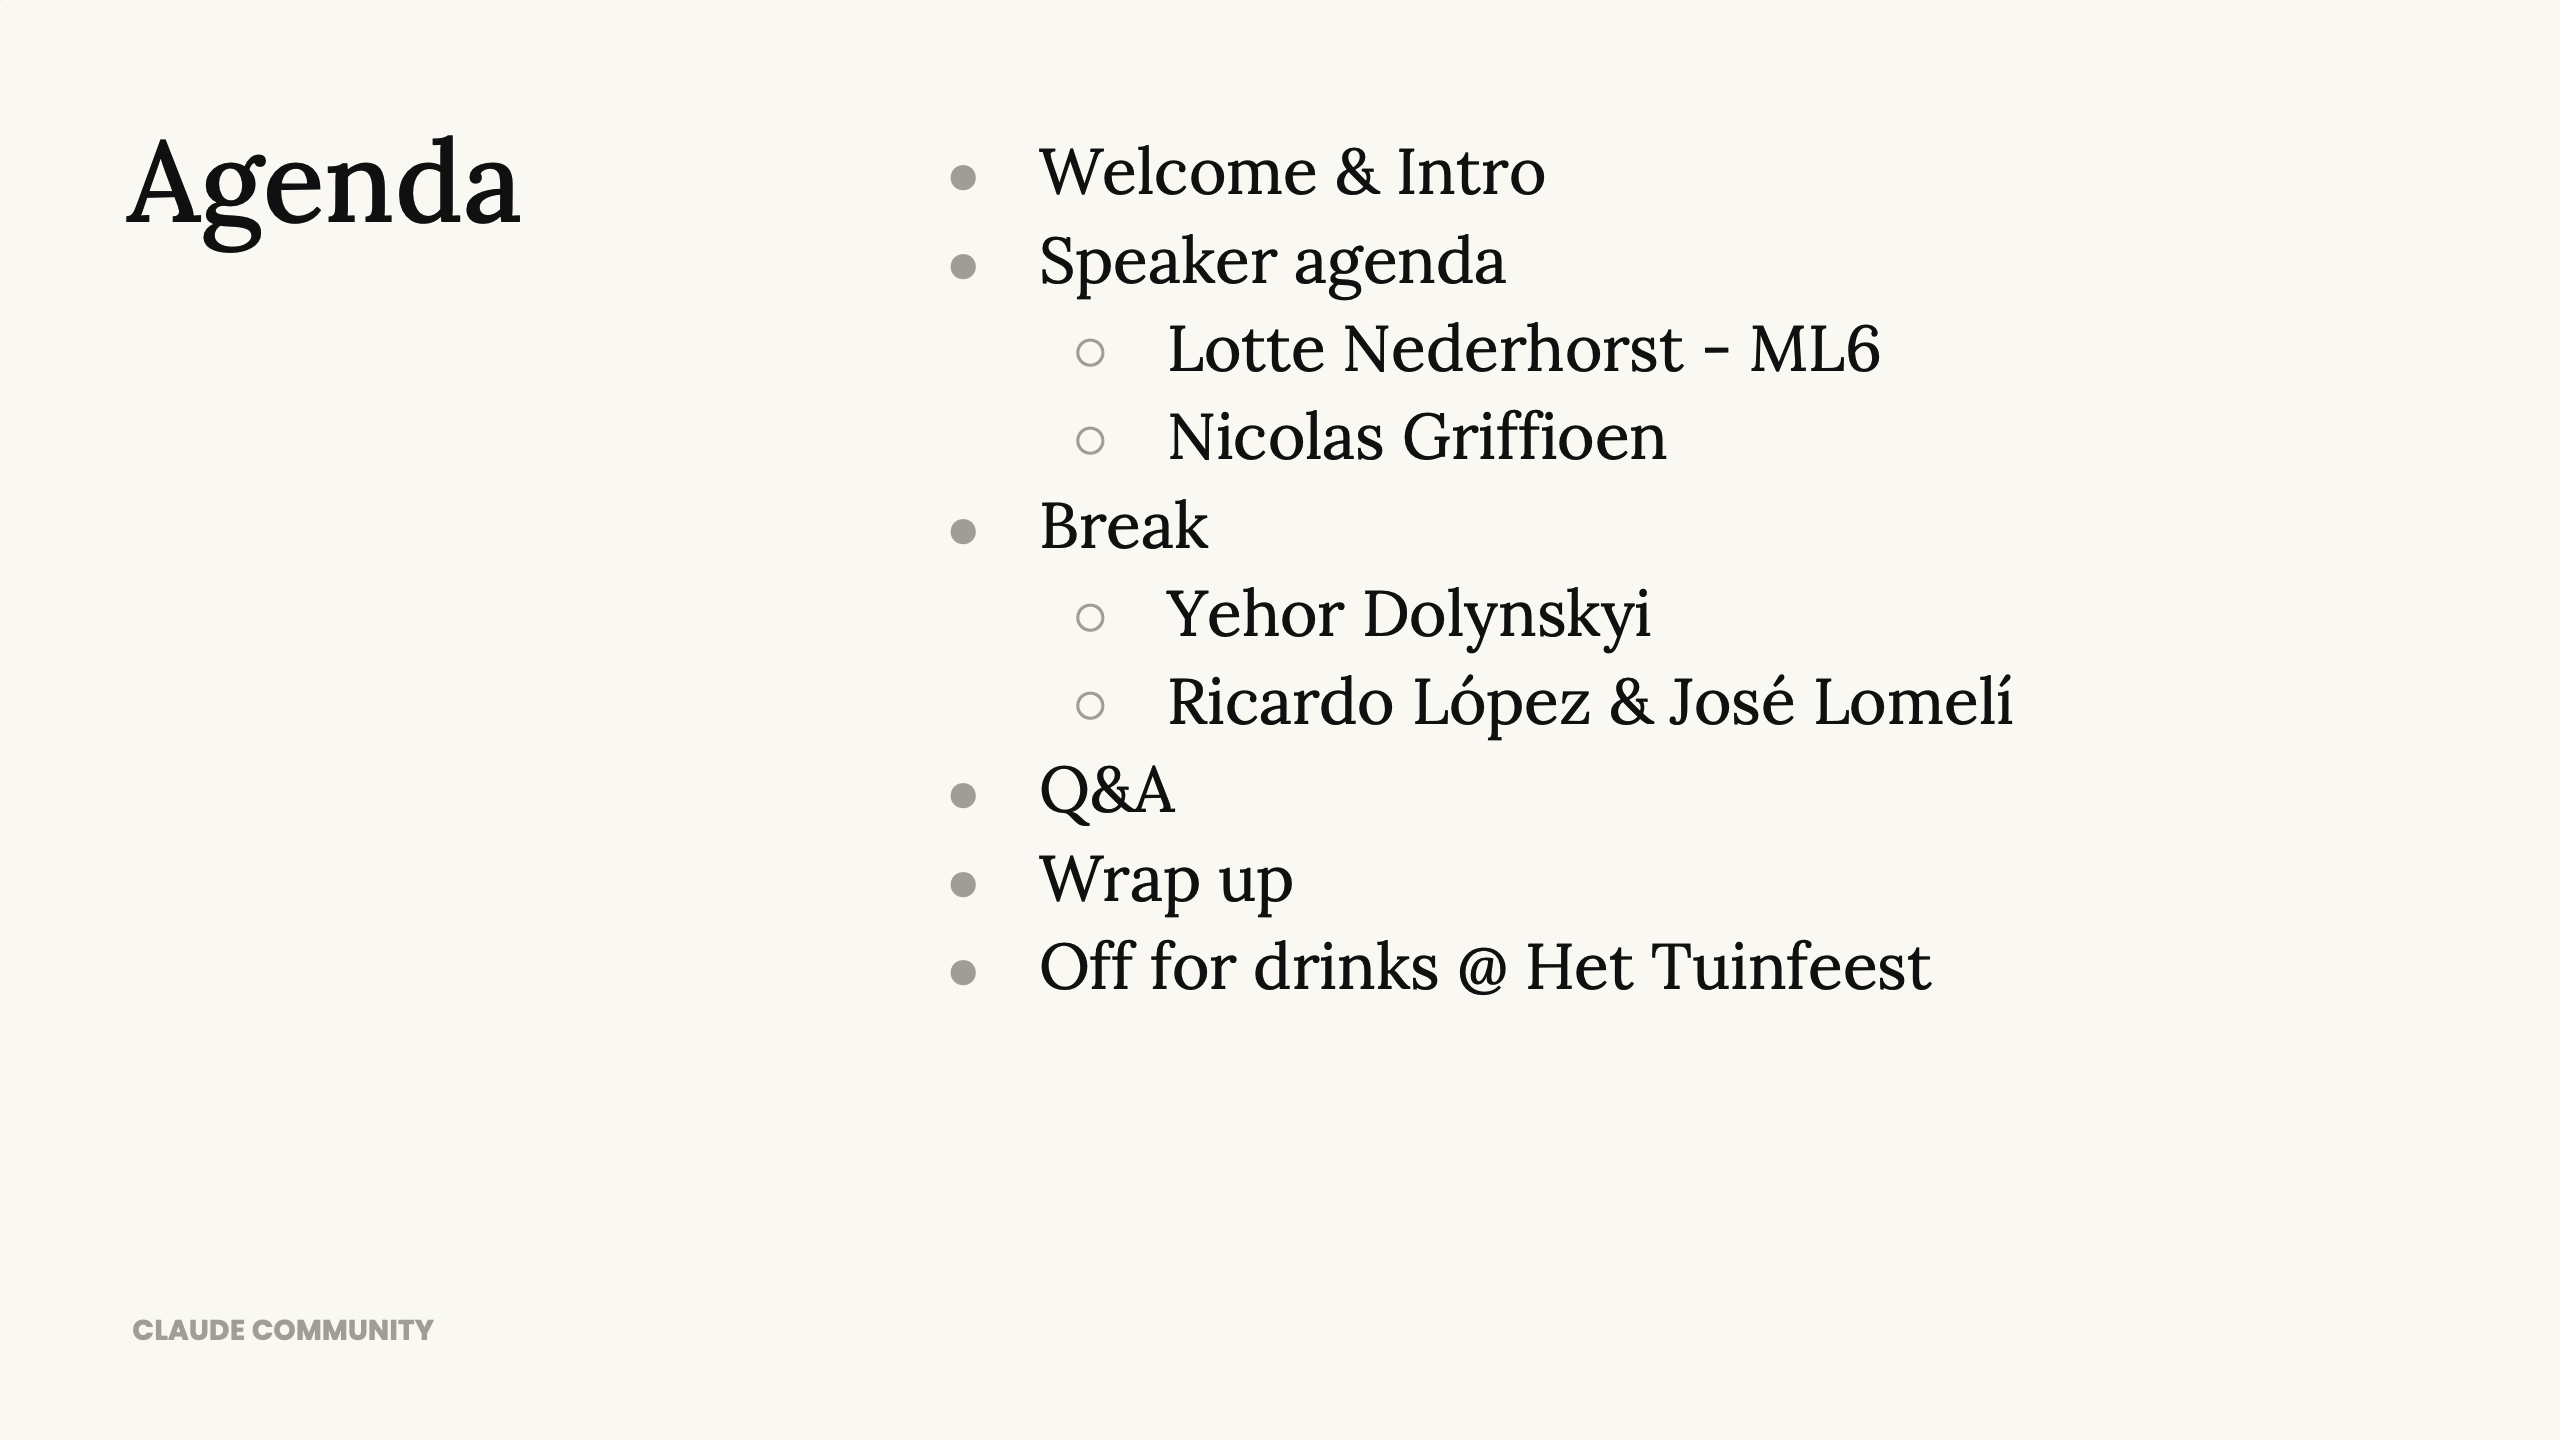 Agenda
Welcome & Intro
Speaker agenda
Lotte Nederhorst - ML6
Nicolas Griffioen
Break
Yehor Dolynskyi
Ricardo López & José Lomelí
Q&A
Wrap up
Off for drinks @ Het Tuinfeest
CLAUDE COMMUNITY